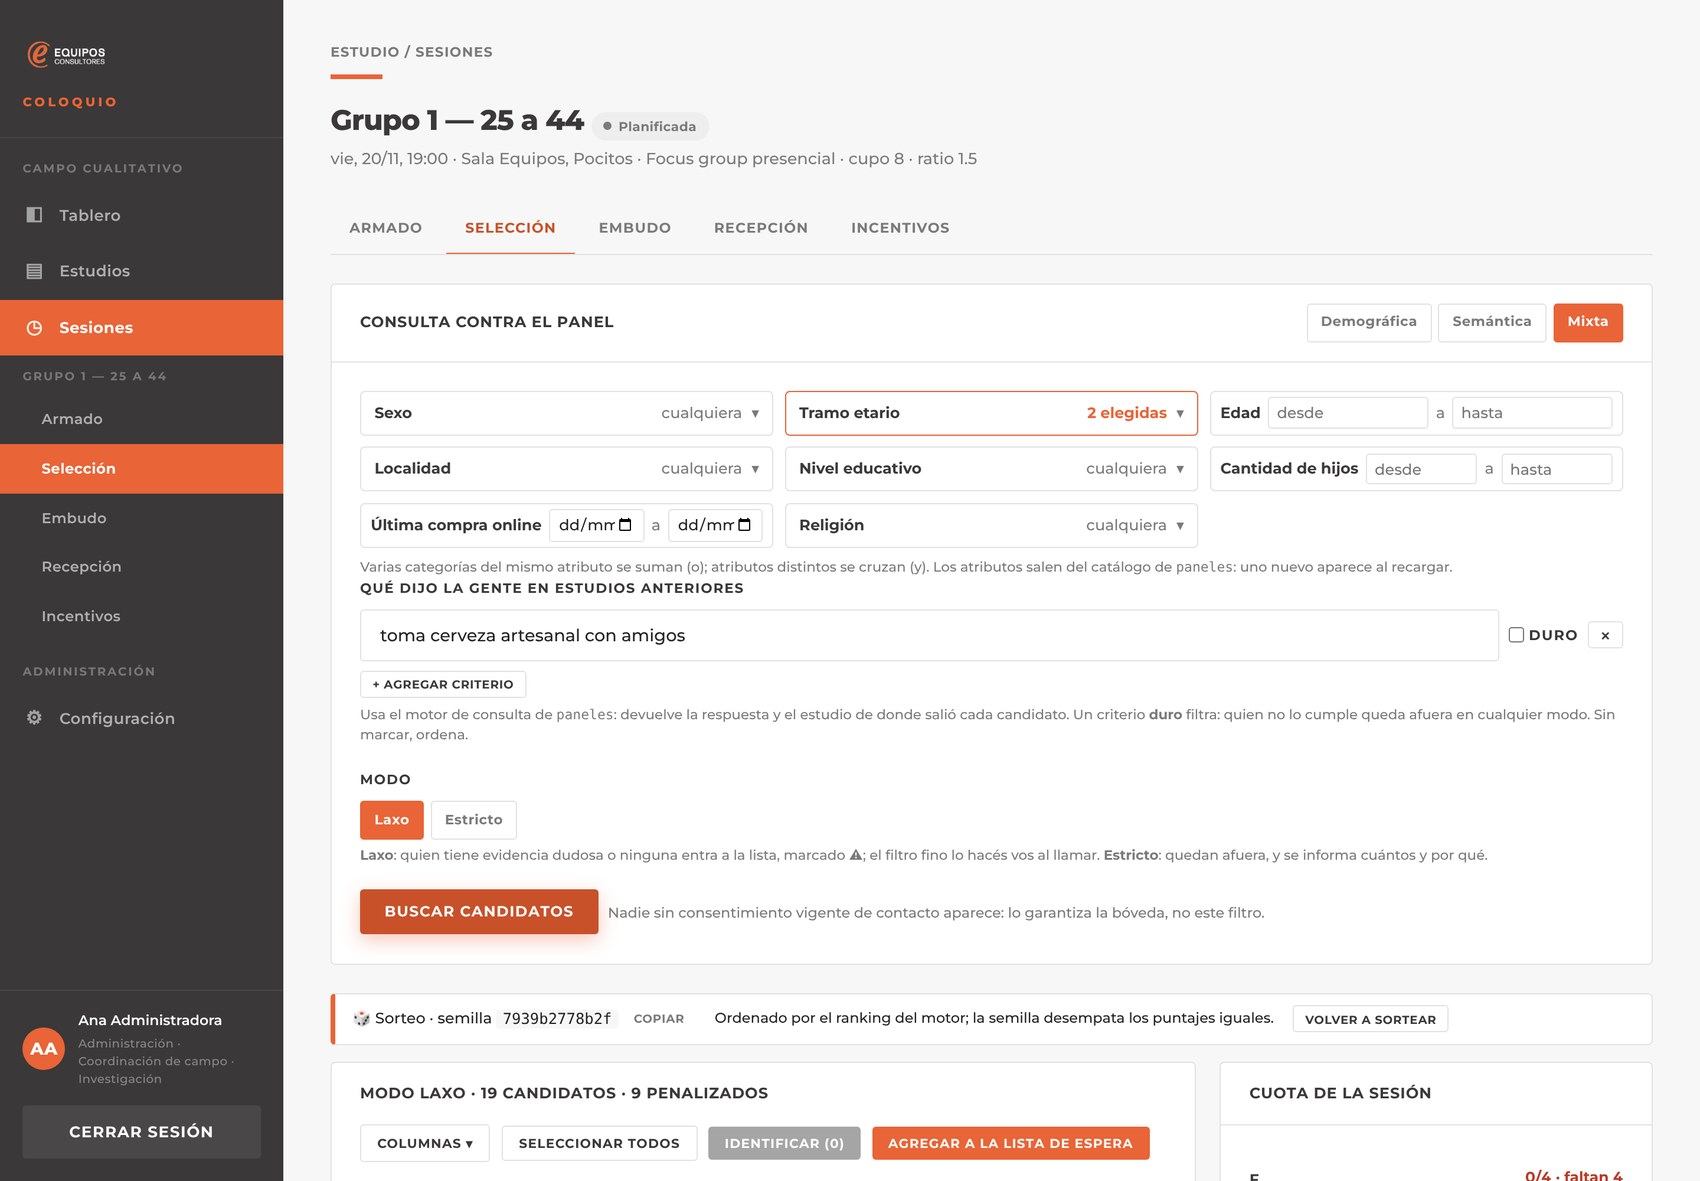 EQUIPOS
CONSULTORES
COLOQUIO
CAMPO CUALITATIVO
Tablero
Estudios
Sesiones
GRUPO 1 — 25 A 44
Armado
Selección
Embudo
Recepción
Incentivos
ADMINISTRACIÓN
Configuración
AA
Ana Administradora
Administración ·
Coordinación de campo ·
Investigación
CERRAR SESIÓN
ESTUDIO / SESIONES
Grupo 1 — 25 a 44 Planificada
vie, 20/11, 19:00 · Sala Equipos, Pocitos · Focus group presencial · cupo 8 · ratio 1.5
ARMADO SELECCIÓN EMBUDO RECEPCIÓN INCENTIVOS
CONSULTA CONTRA EL PANEL Demográfica Semántica Mixta
Sexo cualquiera ▾ Tramo etario 2 elegidas ▾ Edad desde a hasta
Localidad cualquiera ▾ Nivel educativo cualquiera ▾ Cantidad de hijos desde a hasta
Última compra online dd/mm a dd/mm Religión cualquiera ▾
Varias categorías del mismo atributo se suman (o); atributos distintos se cruzan (y). Los atributos salen del catálogo de paneles: uno nuevo aparece al recargar.
QUÉ DIJO LA GENTE EN ESTUDIOS ANTERIORES
toma cerveza artesanal con amigos DURO ×
+ AGREGAR CRITERIO
Usa el motor de consulta de paneles: devuelve la respuesta y el estudio de donde salió cada candidato. Un criterio duro filtra: quien no lo cumple queda afuera en cualquier modo. Sin
marcar, ordena.
MODO
Laxo Estricto
Laxo: quien tiene evidencia dudosa o ninguna entra a la lista, marcado ⚠; el filtro fino lo hacés vos al llamar. Estricto: quedan afuera, y se informa cuántos y por qué.
BUSCAR CANDIDATOS Nadie sin consentimiento vigente de contacto aparece: lo garantiza la bóveda, no este filtro.
🎲 Sorteo · semilla 7939b2778b2f COPIAR Ordenado por el ranking del motor; la semilla desempata los puntajes iguales. VOLVER A SORTEAR
MODO LAXO · 19 CANDIDATOS · 9 PENALIZADOS
COLUMNAS ▾ SELECCIONAR TODOS IDENTIFICAR (0) AGREGAR A LA LISTA DE ESPERA
CUOTA DE LA SESIÓN
F 0/4 · faltan 4